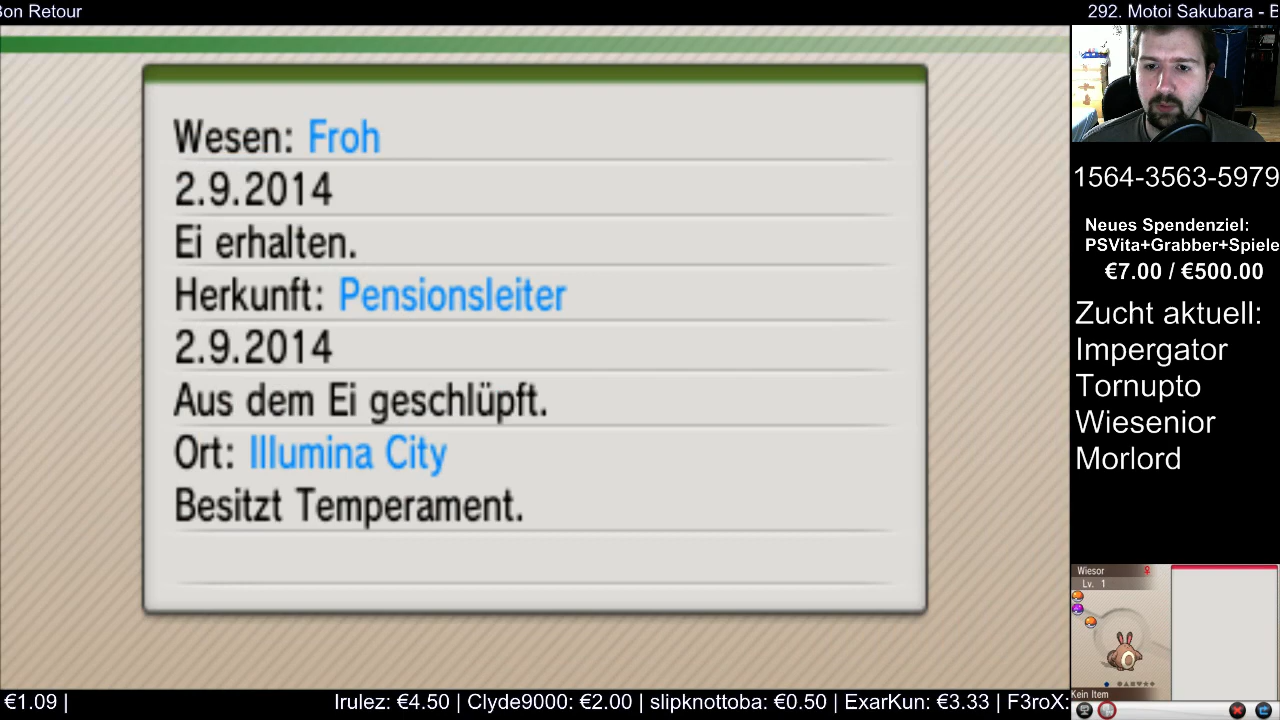 Bon Retour
292. Motoi Sakubara - E
Wesen: Froh
2.9.2014
Ei erhalten.
Herkunft: Pensionsleiter
2.9.2014
Aus dem Ei geschlüpft.
Ort: Illumina City
Besitzt Temperament.
1564-3563-5979
Neues Spendenziel:
PSVita+Grabber+Spiele
€7.00 / €500.00
Zucht aktuell:
Impergator
Tornupto
Wiesenior
Morlord
Wiesor
Lv. 1
Kein Item
€1.09 | Irulez: €4.50 | Clyde9000: €2.00 | slipknottoba: €0.50 | ExarKun: €3.33 | F3roX: